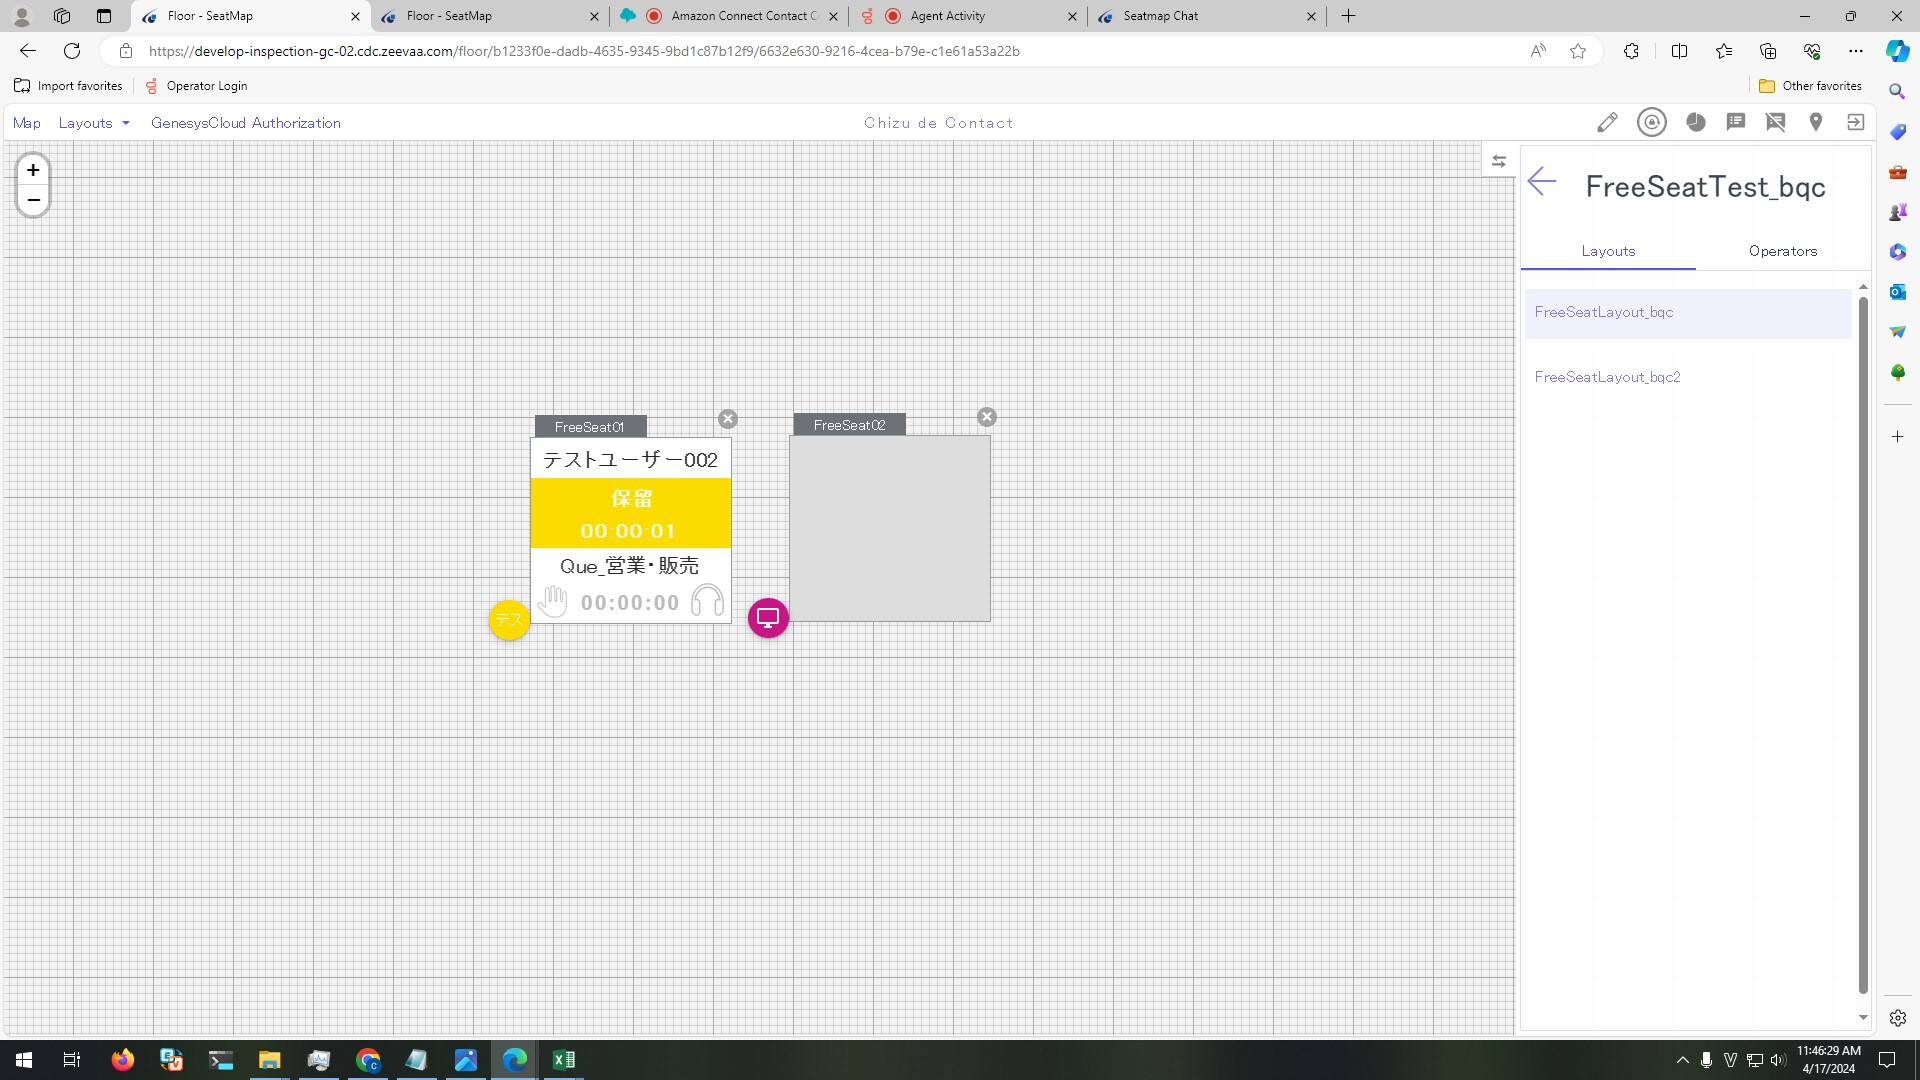 Floor - SeatMap
Floor - SeatMap
Amazon Connect Contact C
Agent Activity
Seatmap Chat
https://develop-inspection-gc-02.cdc.zeevaa.com/floor/b1233f0e-dadb-4635-9345-9bd1c87b12f9/6632e630-9216-4cea-b79e-c1e61a53a22b
Import favorites
Operator Login
Other favorites
Map
Layouts
GenesysCloud Authorization
Chizu de Contact
+
−
FreeSeatTest_bqc
Layouts
Operators
FreeSeatLayout_bqc
FreeSeatLayout_bqc2
FreeSeat01
テストユーザー002
保留
00:00:01
Que_営業・販売
00:00:00
テス
FreeSeat02
11:46:29 AM
4/17/2024